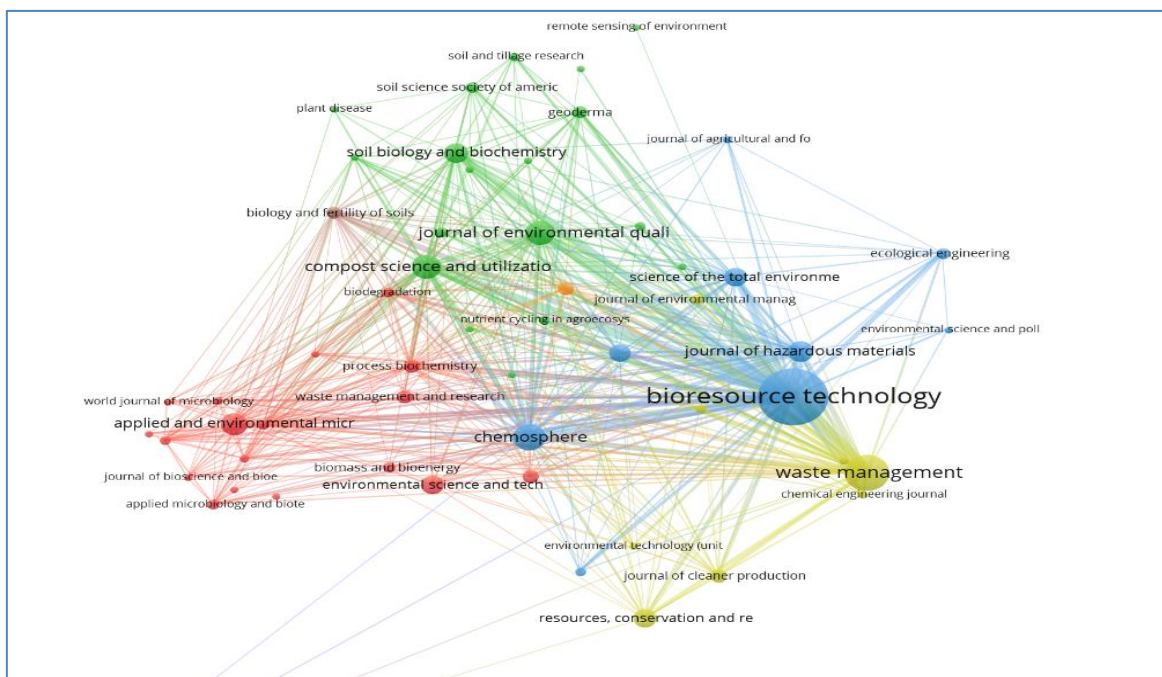 remote sensing of environment
soil and tillage research
soil science society of americ
plant disease
geoderma
journal of agricultural and fo
soil biology and biochemistry
biology and fertility of soils
journal of environmental quali
ecological engineering
compost science and utilizatio
science of the total environme
biodegradation
journal of environmental manag
nutrient cycling in agroecosys
environmental science and poll
journal of hazardous materials
process biochemistry
bioresource technology
waste management and research
world journal of microbiology
applied and environmental micr
chemosphere
biomass and bioenergy
waste management
journal of bioscience and bioe
environmental science and tech
chemical engineering journal
applied microbiology and biote
environmental technology (unit
journal of cleaner production
resources, conservation and re